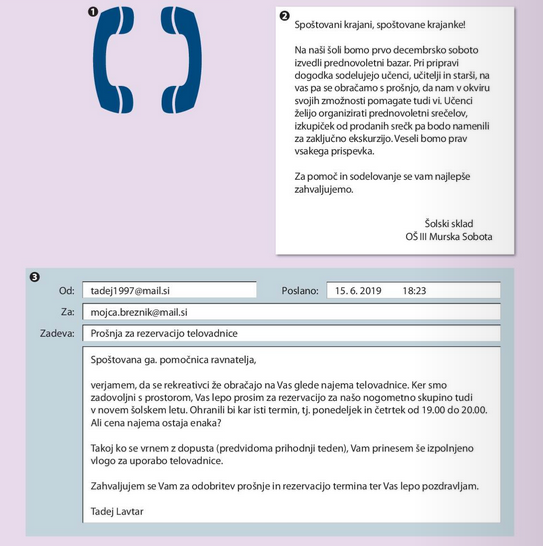 1
2
Spoštovani krajani, spoštovane krajanke!
Na naši šoli bomo prvo decembrsko soboto
izvedli prednovoletni bazar. Pri pripravi
dogodka sodelujejo učenci, učitelji in starši, na
vas pa se obračamo s prošnjo, da nam v okviru
svojih zmožnosti pomagate tudi vi. Učenci
želijo organizirati prednovoletni srečelov,
izkupiček od prodanih srečk pa bodo namenili
za zaključno ekskurzijo. Veseli bomo prav
vsakega prispevka.
Za pomoč in sodelovanje se vam najlepše
zahvaljujemo.
Šolski sklad
OŠ III Murska Sobota
3
Od: tadej1997@mail.si Poslano: 15. 6. 2019 18:23
Za: mojca.breznik@mail.si
Zadeva: Prošnja za rezervacijo telovadnice
Spoštovana ga. pomočnica ravnatelja,
verjamem, da se rekreativci že obračajo na Vas glede najema telovadnice. Ker smo
zadovoljni s prostorom, Vas lepo prosim za rezervacijo za našo nogometno skupino tudi
v novem šolskem letu. Ohranili bi kar isti termin, tj. ponedeljek in četrtek od 19.00 do 20.00.
Ali cena najema ostaja enaka?
Takoj ko se vrnem z dopusta (predvidoma prihodnji teden), Vam prinesem še izpolnjeno
vlogo za uporabo telovadnice.
Zahvaljujem se Vam za odobritev prošnje in rezervacijo termina ter Vas lepo pozdravljam.
Tadej Lavtar